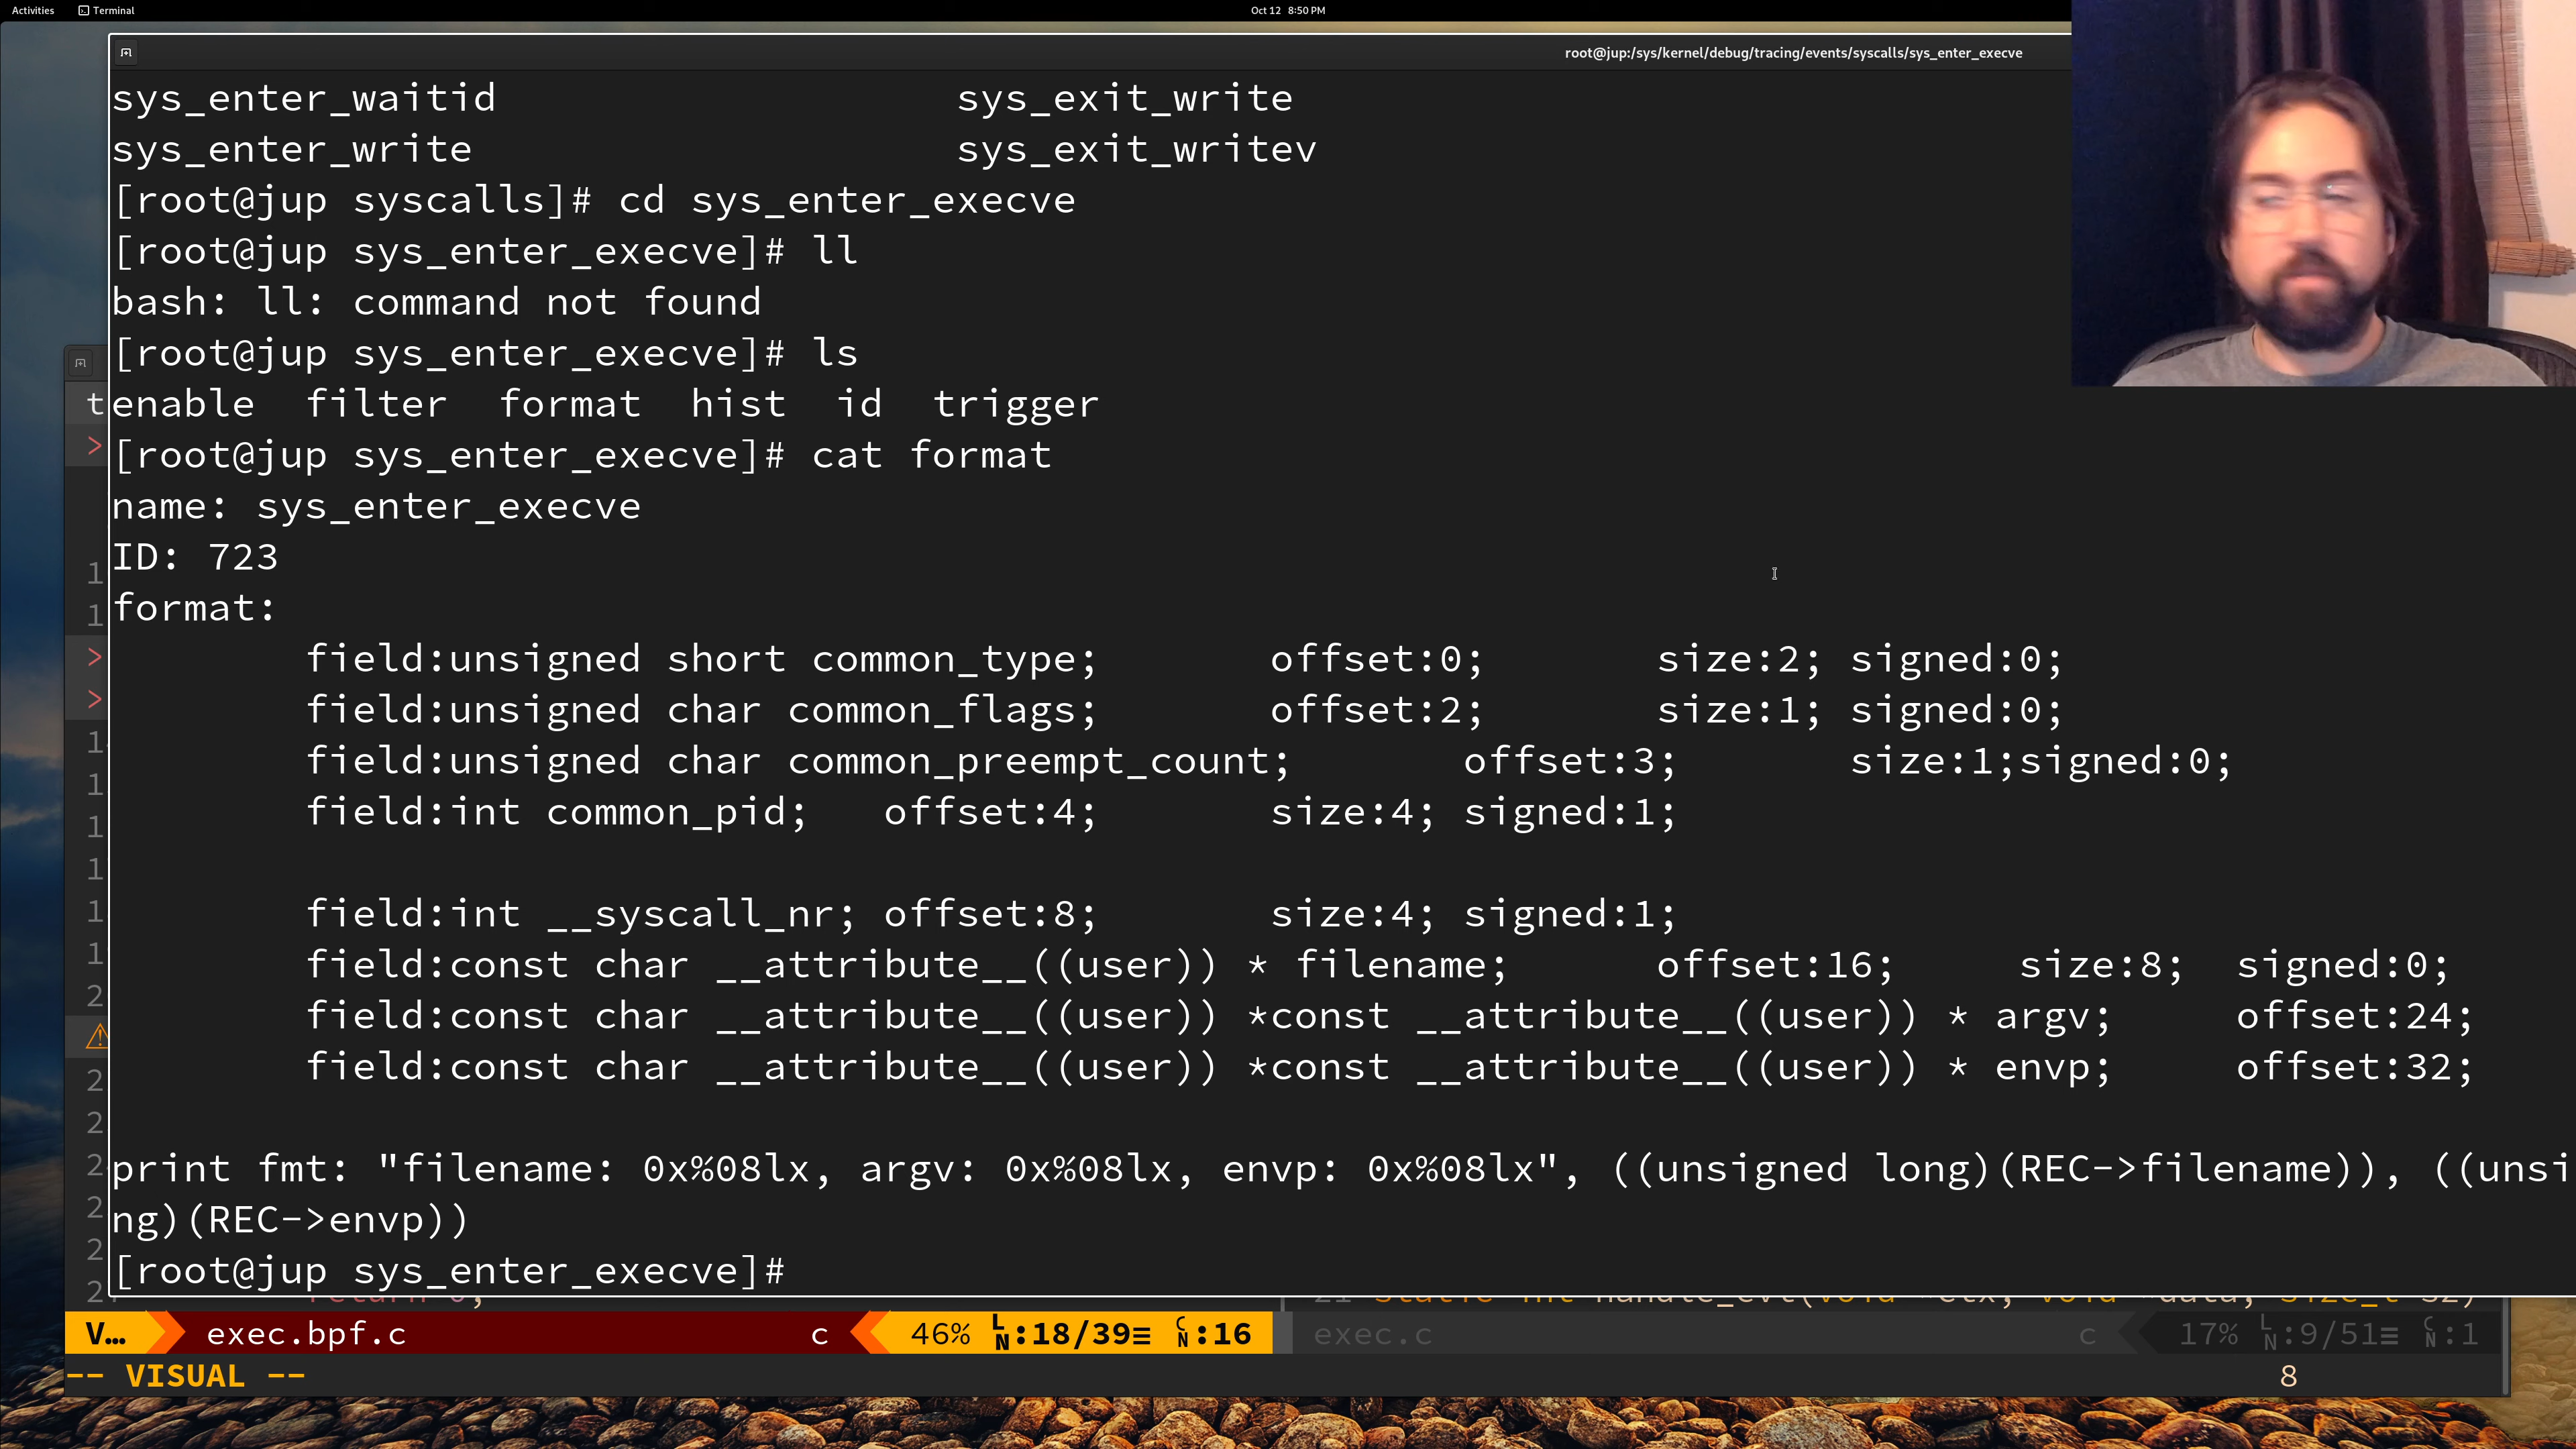 Activities Terminal Oct 12 8:50 PM
root@jup:/sys/kernel/debug/tracing/events/syscalls/sys_enter_execve
sys_enter_waitid sys_exit_write
sys_enter_write sys_exit_writev
[root@jup syscalls]# cd sys_enter_execve
[root@jup sys_enter_execve]# ll
bash: ll: command not found
[root@jup sys_enter_execve]# ls
enable filter format hist id trigger
[root@jup sys_enter_execve]# cat format
name: sys_enter_execve
ID: 723
format:
field:unsigned short common_type; offset:0; size:2; signed:0;
field:unsigned char common_flags; offset:2; size:1; signed:0;
field:unsigned char common_preempt_count; offset:3; size:1;signed:0;
field:int common_pid; offset:4; size:4; signed:1;
field:int __syscall_nr; offset:8; size:4; signed:1;
field:const char __attribute__((user)) * filename; offset:16; size:8; signed:0;
field:const char __attribute__((user)) *const __attribute__((user)) * argv; offset:24;
field:const char __attribute__((user)) *const __attribute__((user)) * envp; offset:32;
print fmt: "filename: 0x%08lx, argv: 0x%08lx, envp: 0x%08lx", ((unsigned long)(REC->filename)), ((unsi
ng)(REC->envp))
[root@jup sys_enter_execve]#
V... exec.bpf.c c 46% LN:18/39≡ CN:16 exec.c c 17% LN:9/51≡ CN:1
-- VISUAL -- 8